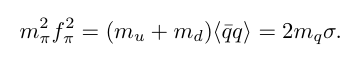 $m_\pi^2 f_\pi^2 = (m_u + m_d)\langle \bar{q}q \rangle = 2m_q\sigma.$